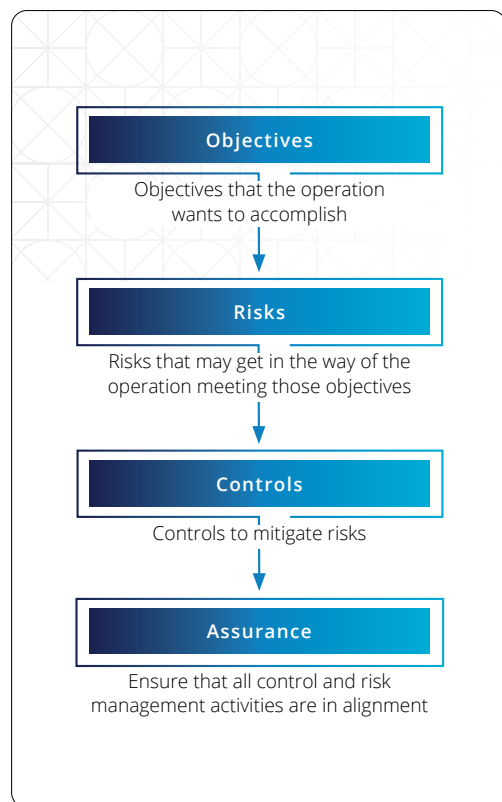 Objectives
Objectives that the operation
wants to accomplish
Risks
Risks that may get in the way of the
operation meeting those objectives
Controls
Controls to mitigate risks
Assurance
Ensure that all control and risk
management activities are in alignment